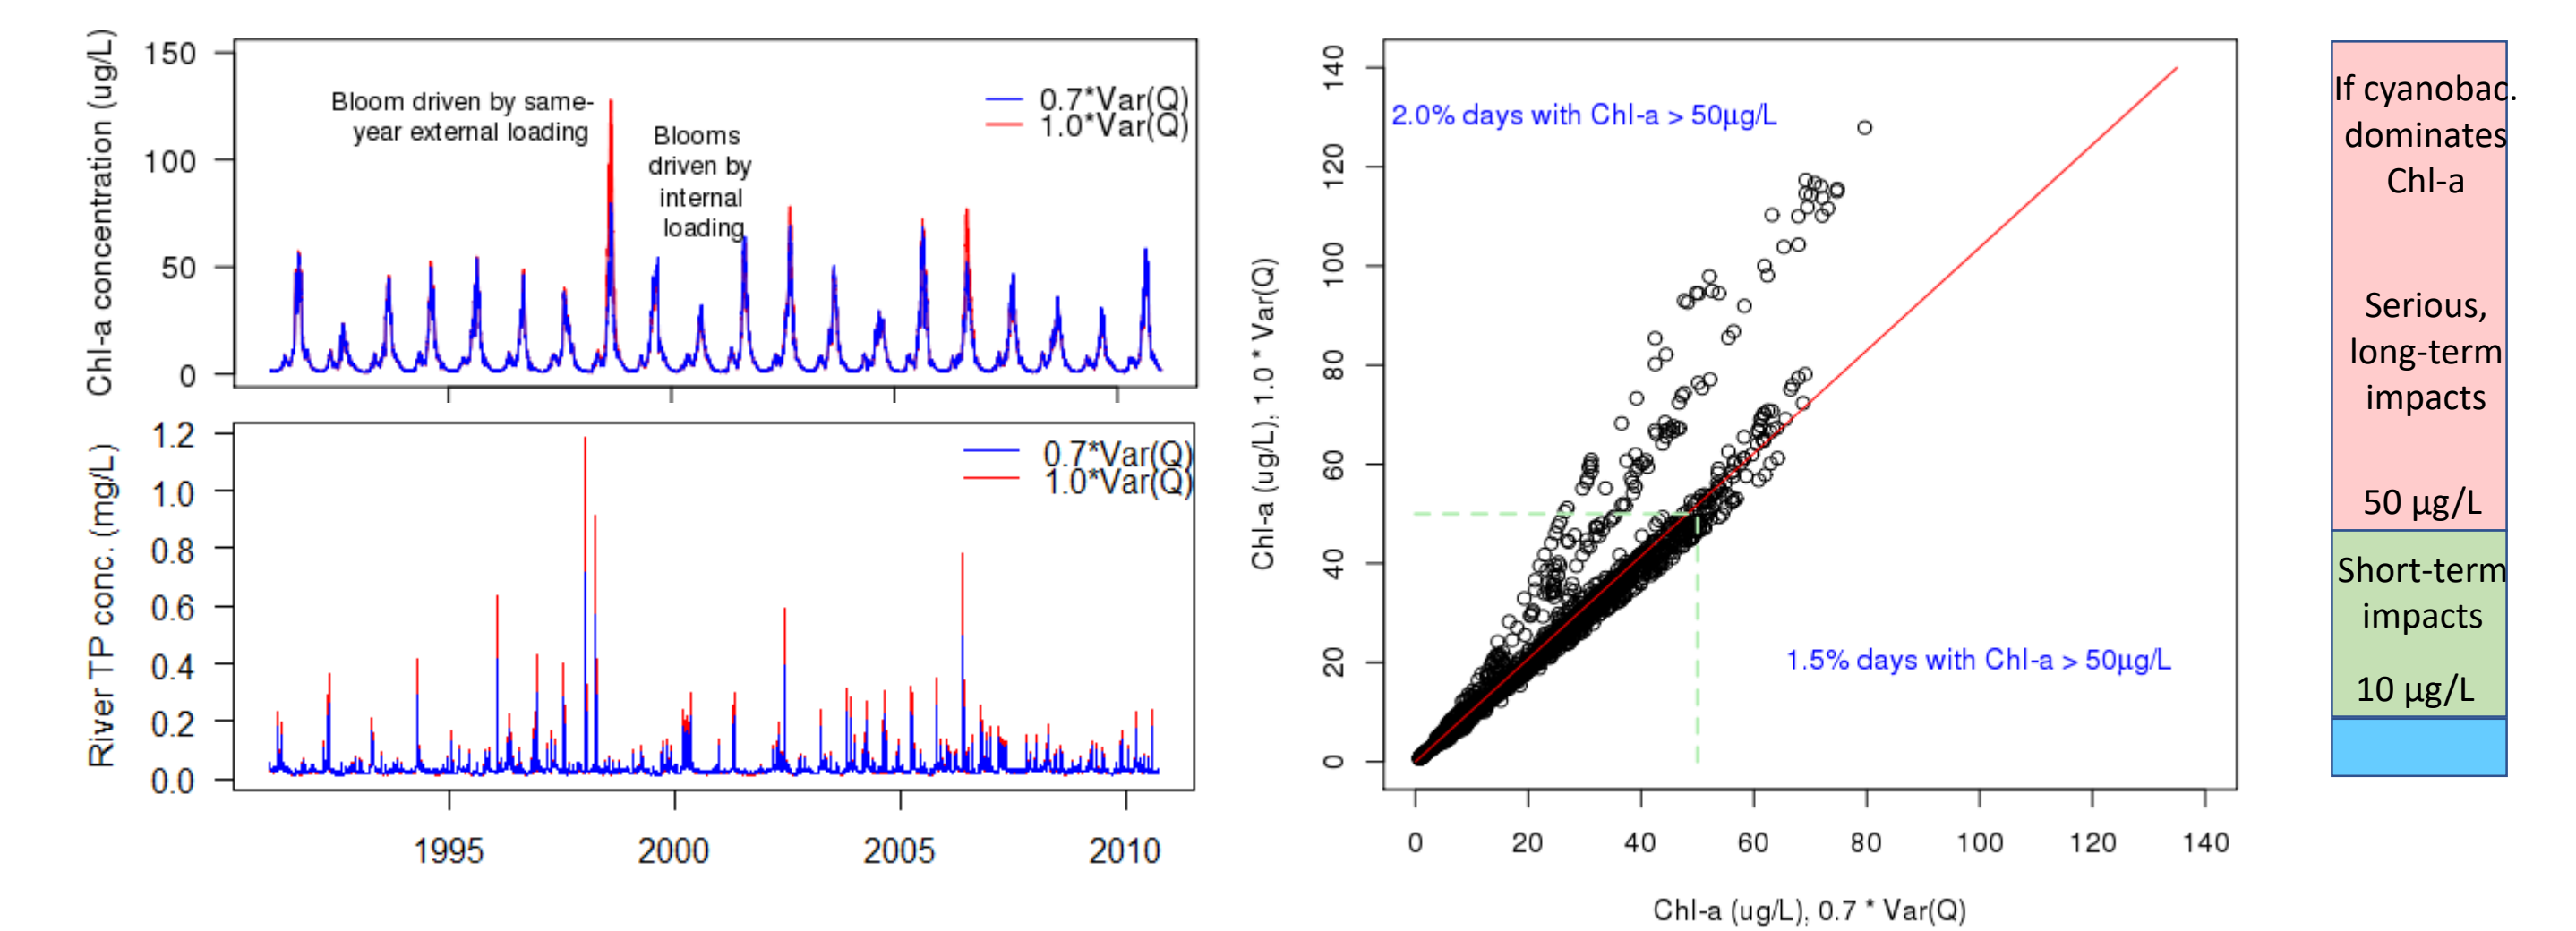 Chl-a concentration (ug/L)
150
100
50
0
Bloom driven by same-
year external loading
Blooms
driven by
internal
loading
0.7*Var(Q)
1.0*Var(Q)
River TP conc. (mg/L)
1.2
1.0
0.8
0.6
0.4
0.2
0.0
0.7*Var(Q)
1.0*Var(Q)
1995
2000
2005
2010
Chl-a (ug/L), 1.0 * Var(Q)
140
120
100
80
60
40
20
0
2.0% days with Chl-a > 50μg/L
1.5% days with Chl-a > 50μg/L
0
20
40
60
80
100
120
140
Chl-a (ug/L), 0.7 * Var(Q)
If cyanobac.
dominates
Chl-a
Serious,
long-term
impacts
50 μg/L
Short-term
impacts
10 μg/L